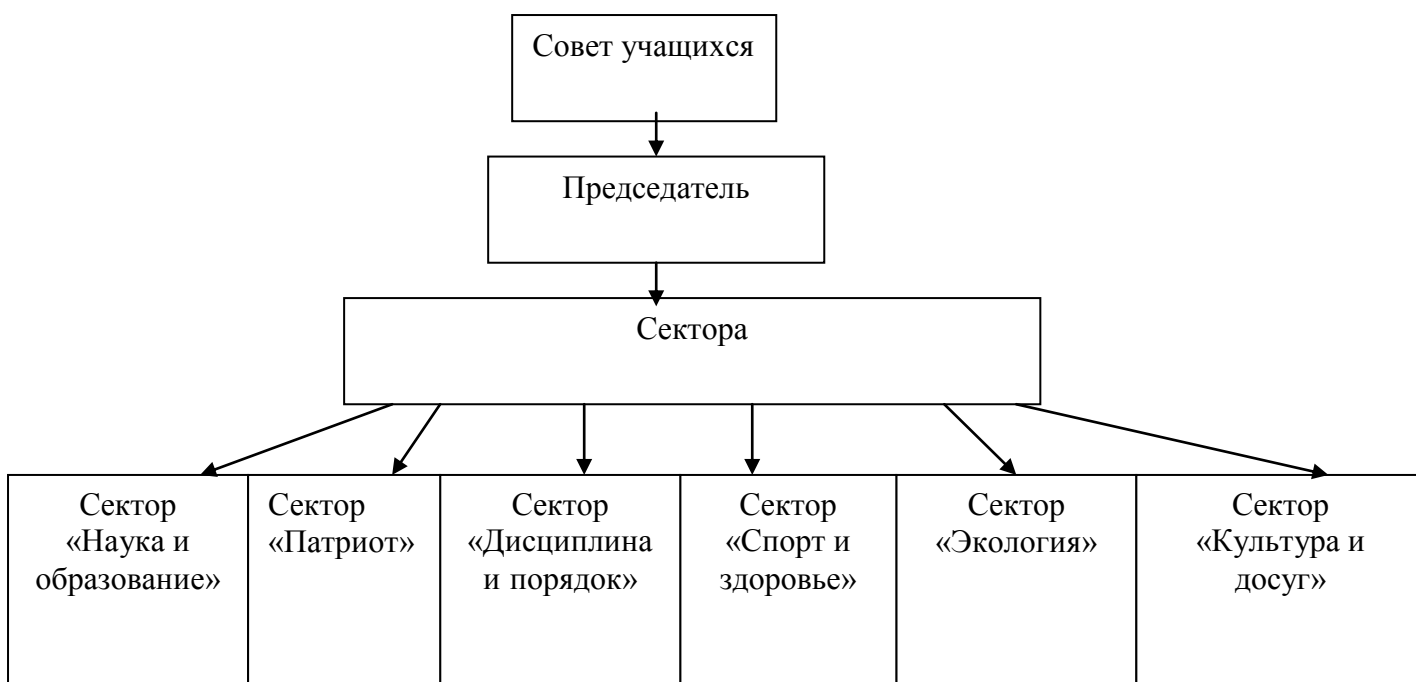 Совет учащихся
Председатель
Сектора
Сектор
«Наука и
образование»
Сектор
«Патриот»
Сектор
«Дисциплина
и порядок»
Сектор
«Спорт и
здоровье»
Сектор
«Экология»
Сектор
«Культура и
досуг»